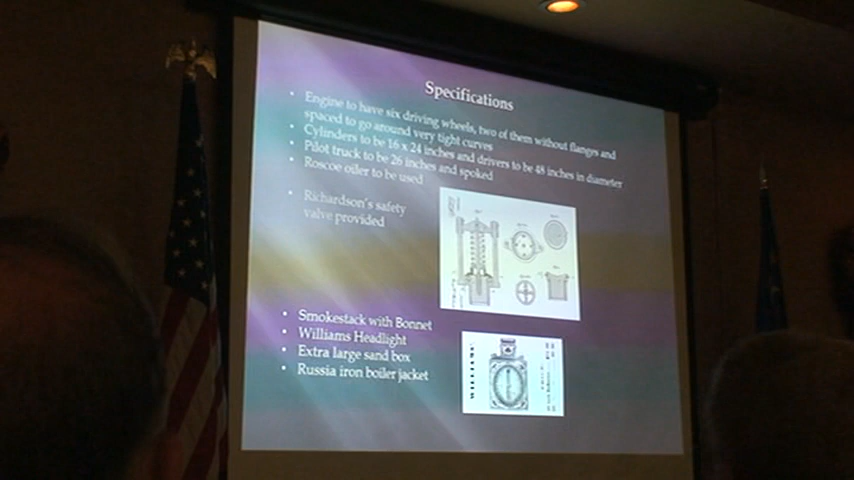 Specifications
• Engine to have six driving wheels, two of them without flanges and
spaced to go around very tight curves
• Cylinders to be 16 x 24 inches and drivers to be 48 inches in diameter
• Pilot truck to be 26 inches and spoked
• Roscoe oiler to be used
• Richardson's safety
valve provided
• Smokestack with Bonnet
• Williams Headlight
• Extra large sand box
• Russia iron boiler jacket
WILLIAMS